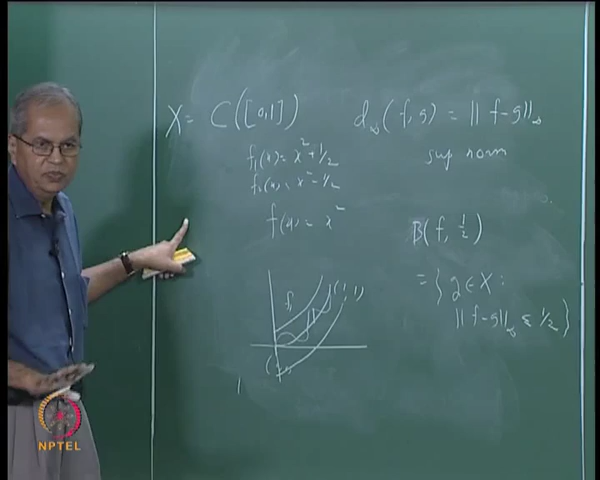 X = C([0,1])
d∞(f, g) = || f - g ||∞
sup norm
f₁(x) = x² + 1/2
f₂(x) = x² - 1/2
f(x) = x²
B(f, 1/2)
= { g ∈ X :
|| f - g ||∞ < 1/2 }
f₁
(1, 1)
NPTEL